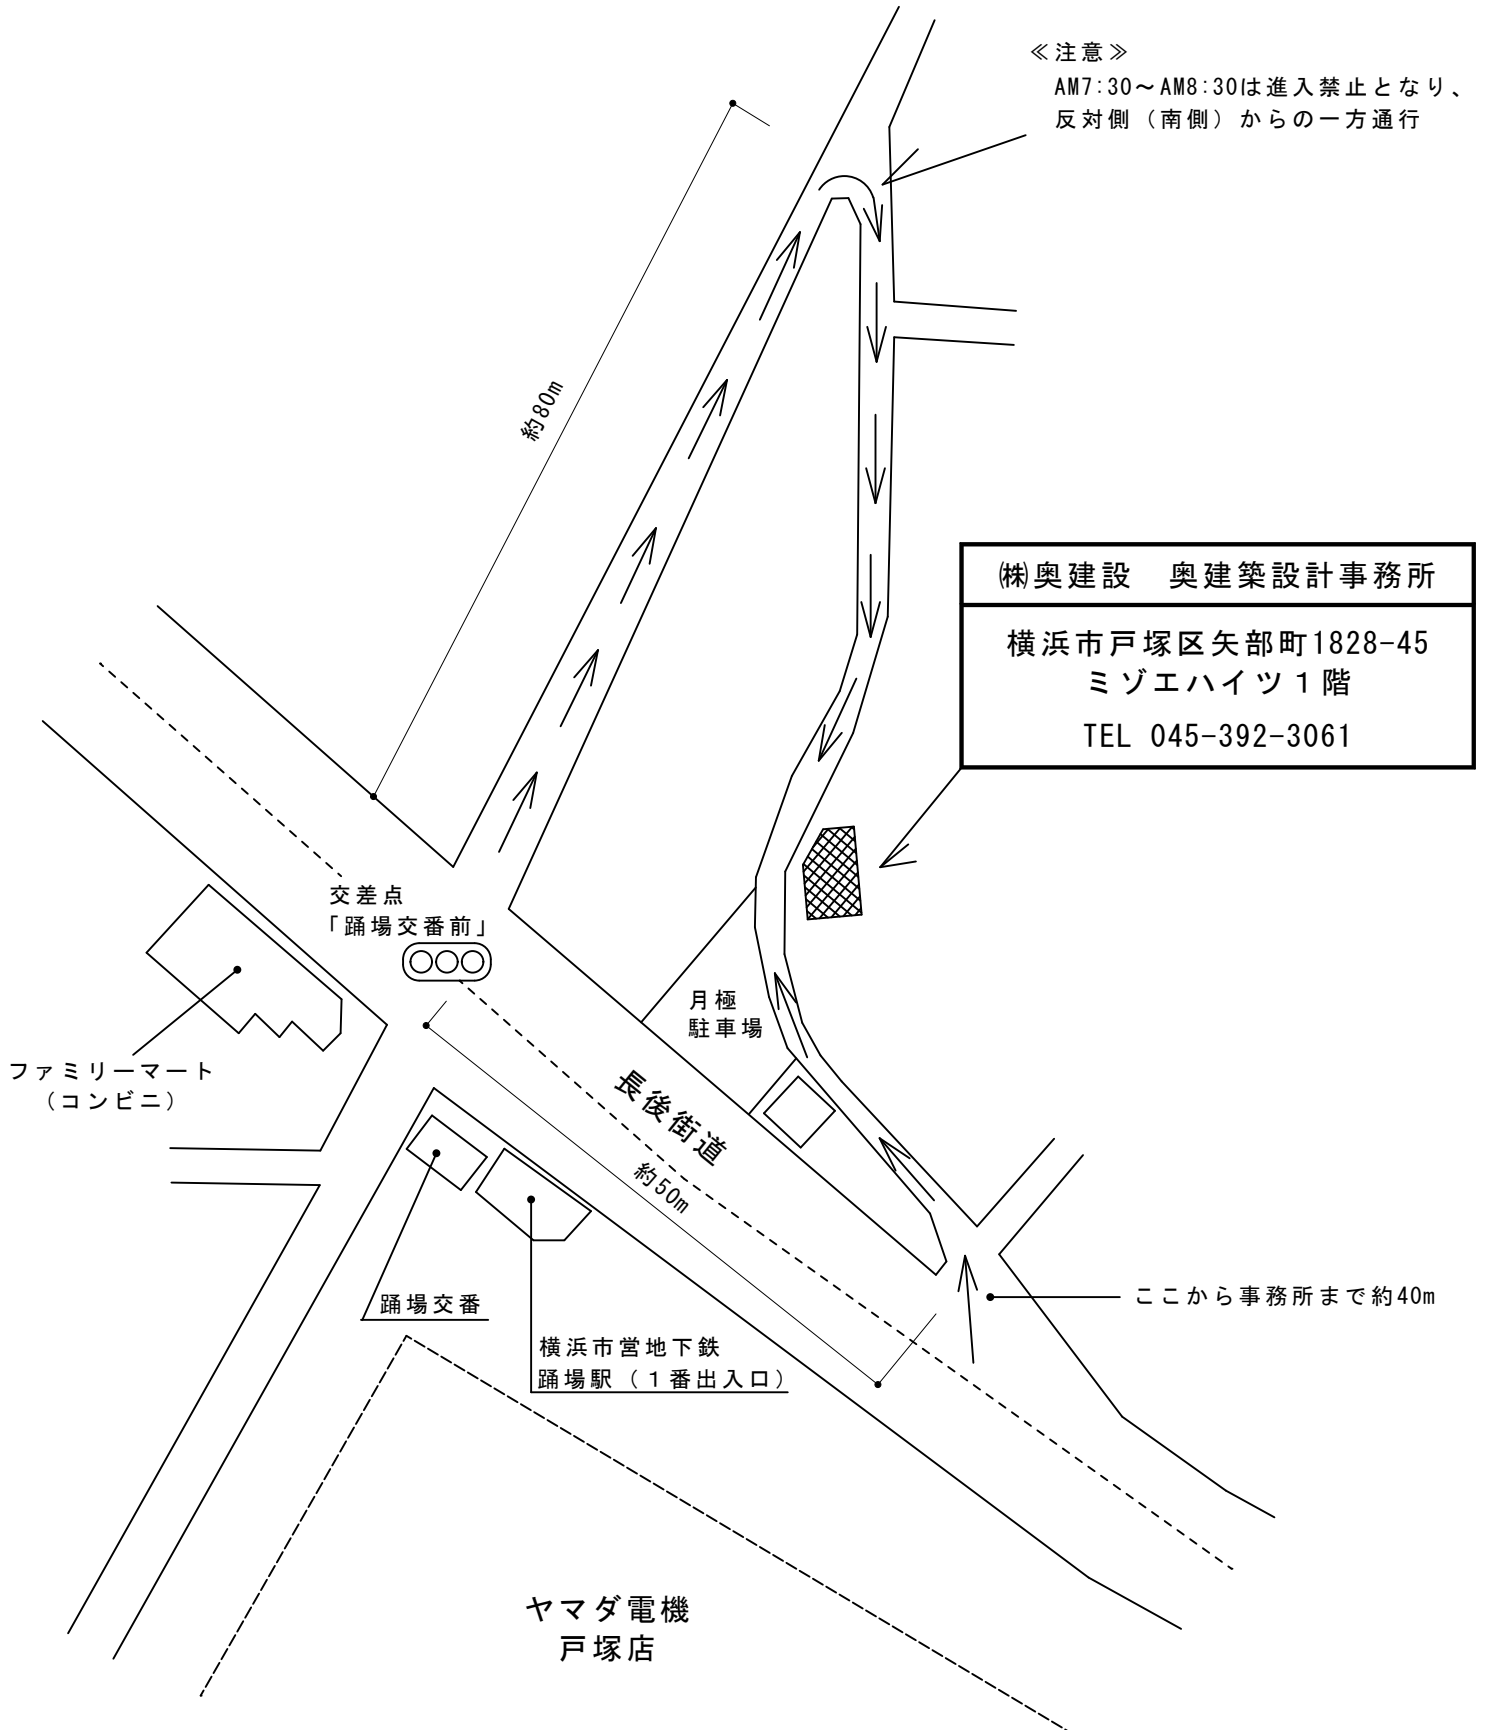 ≪注意≫
AM7:30～AM8:30は進入禁止となり、
反対側（南側）からの一方通行
約80m
㈱奥建設　奥建築設計事務所
横浜市戸塚区矢部町1828-45
ミゾエハイツ１階
TEL 045-392-3061
交差点
「踊場交番前」
月極
駐車場
ファミリーマート
（コンビニ）
長後街道
約50m
踊場交番
ここから事務所まで約40m
横浜市営地下鉄
踊場駅（１番出入口）
ヤマダ電機
戸塚店